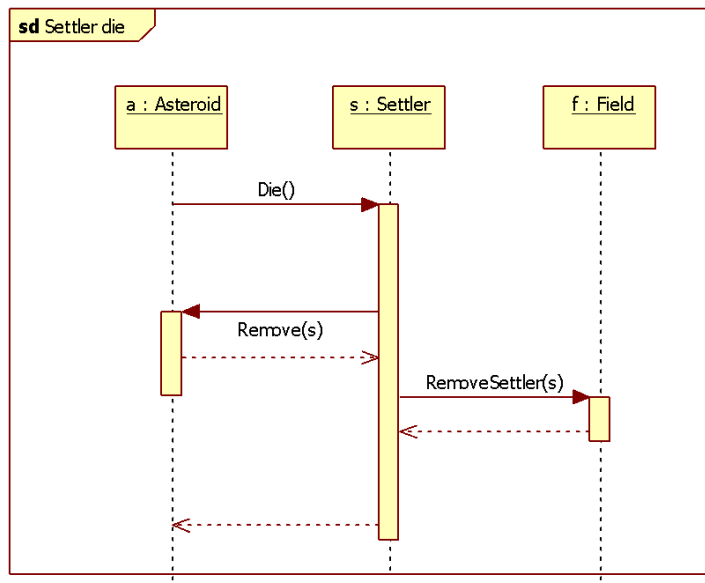 sd Settler die
a : Asteroid
s : Settler
f : Field
Die()
Remove(s)
RemoveSettler(s)